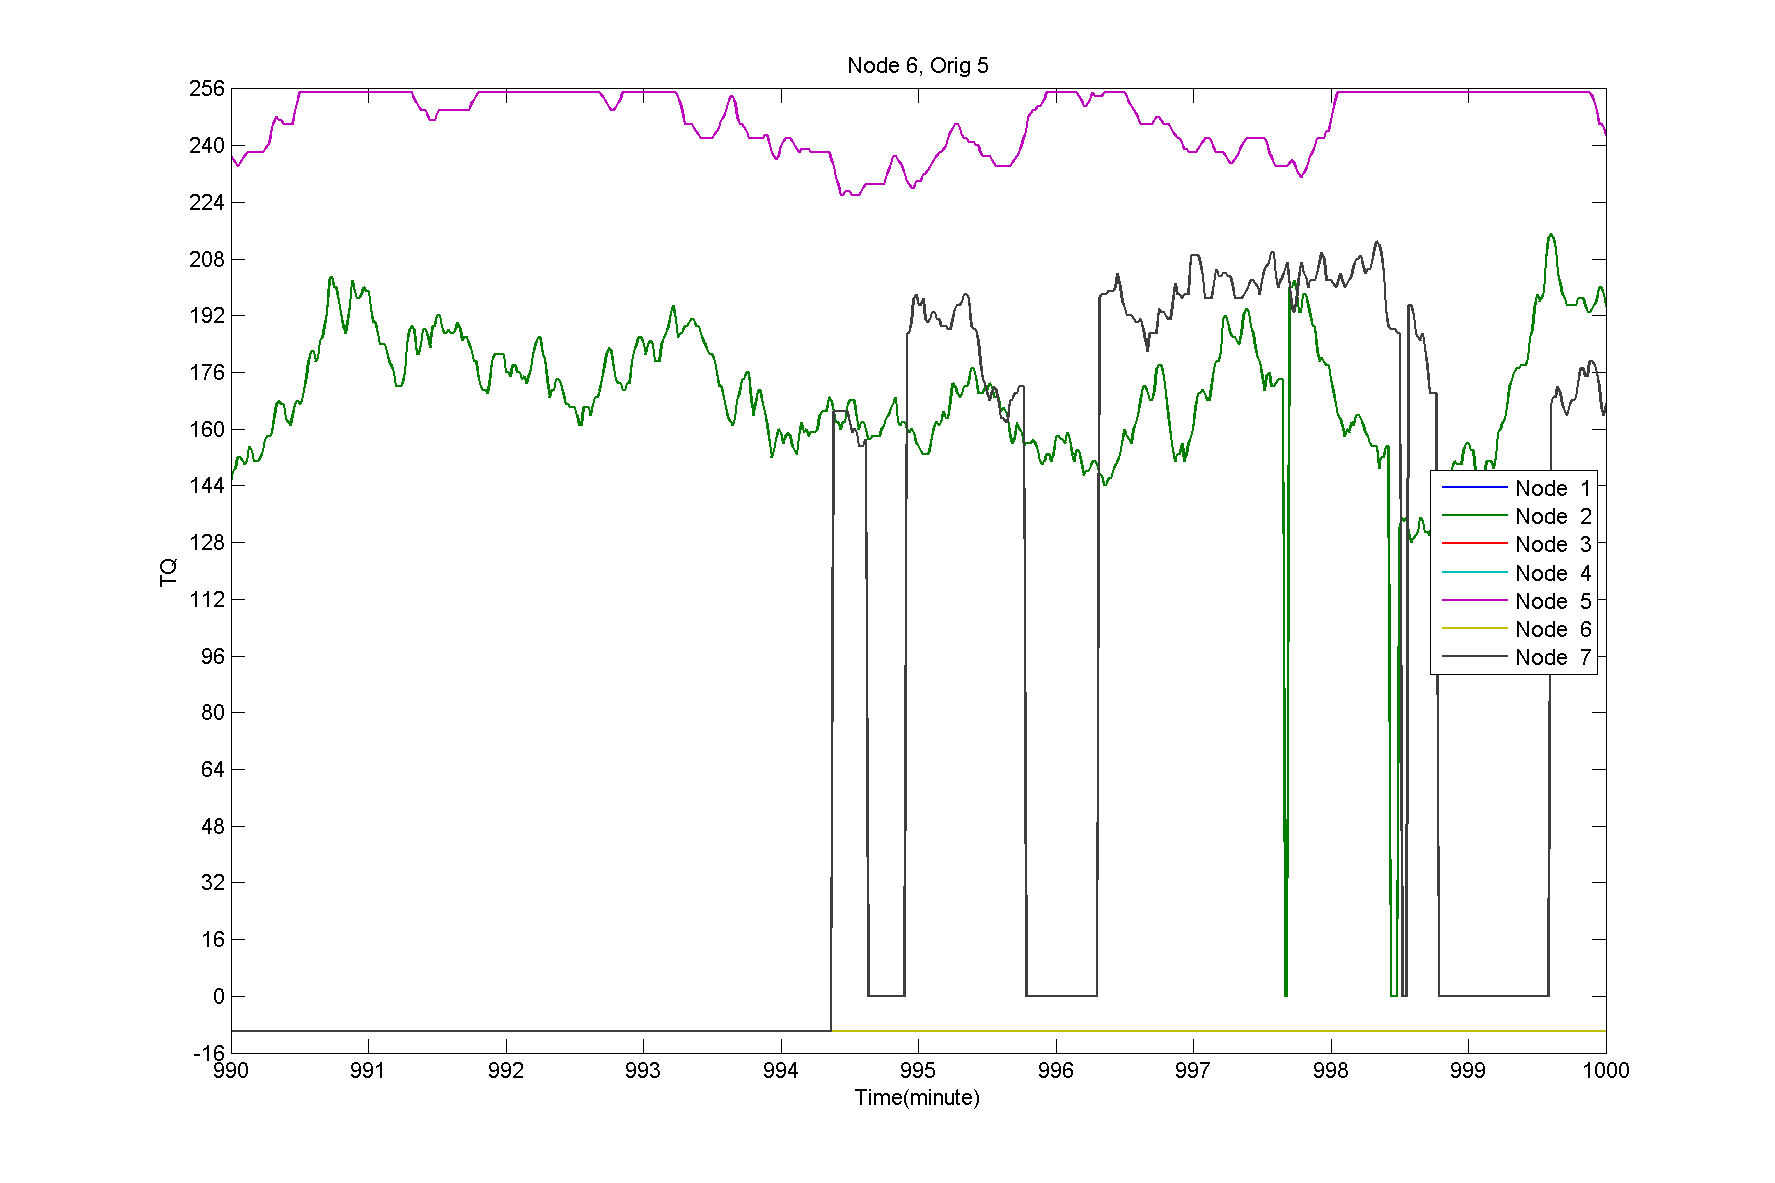 Node 6, Orig 5
256
240
224
208
192
176
160
144
128
112
96
80
64
48
32
16
0
-16
TQ
990 991 992 993 994 995 996 997 998 999 1000
Time(minute)
Node 1
Node 2
Node 3
Node 4
Node 5
Node 6
Node 7